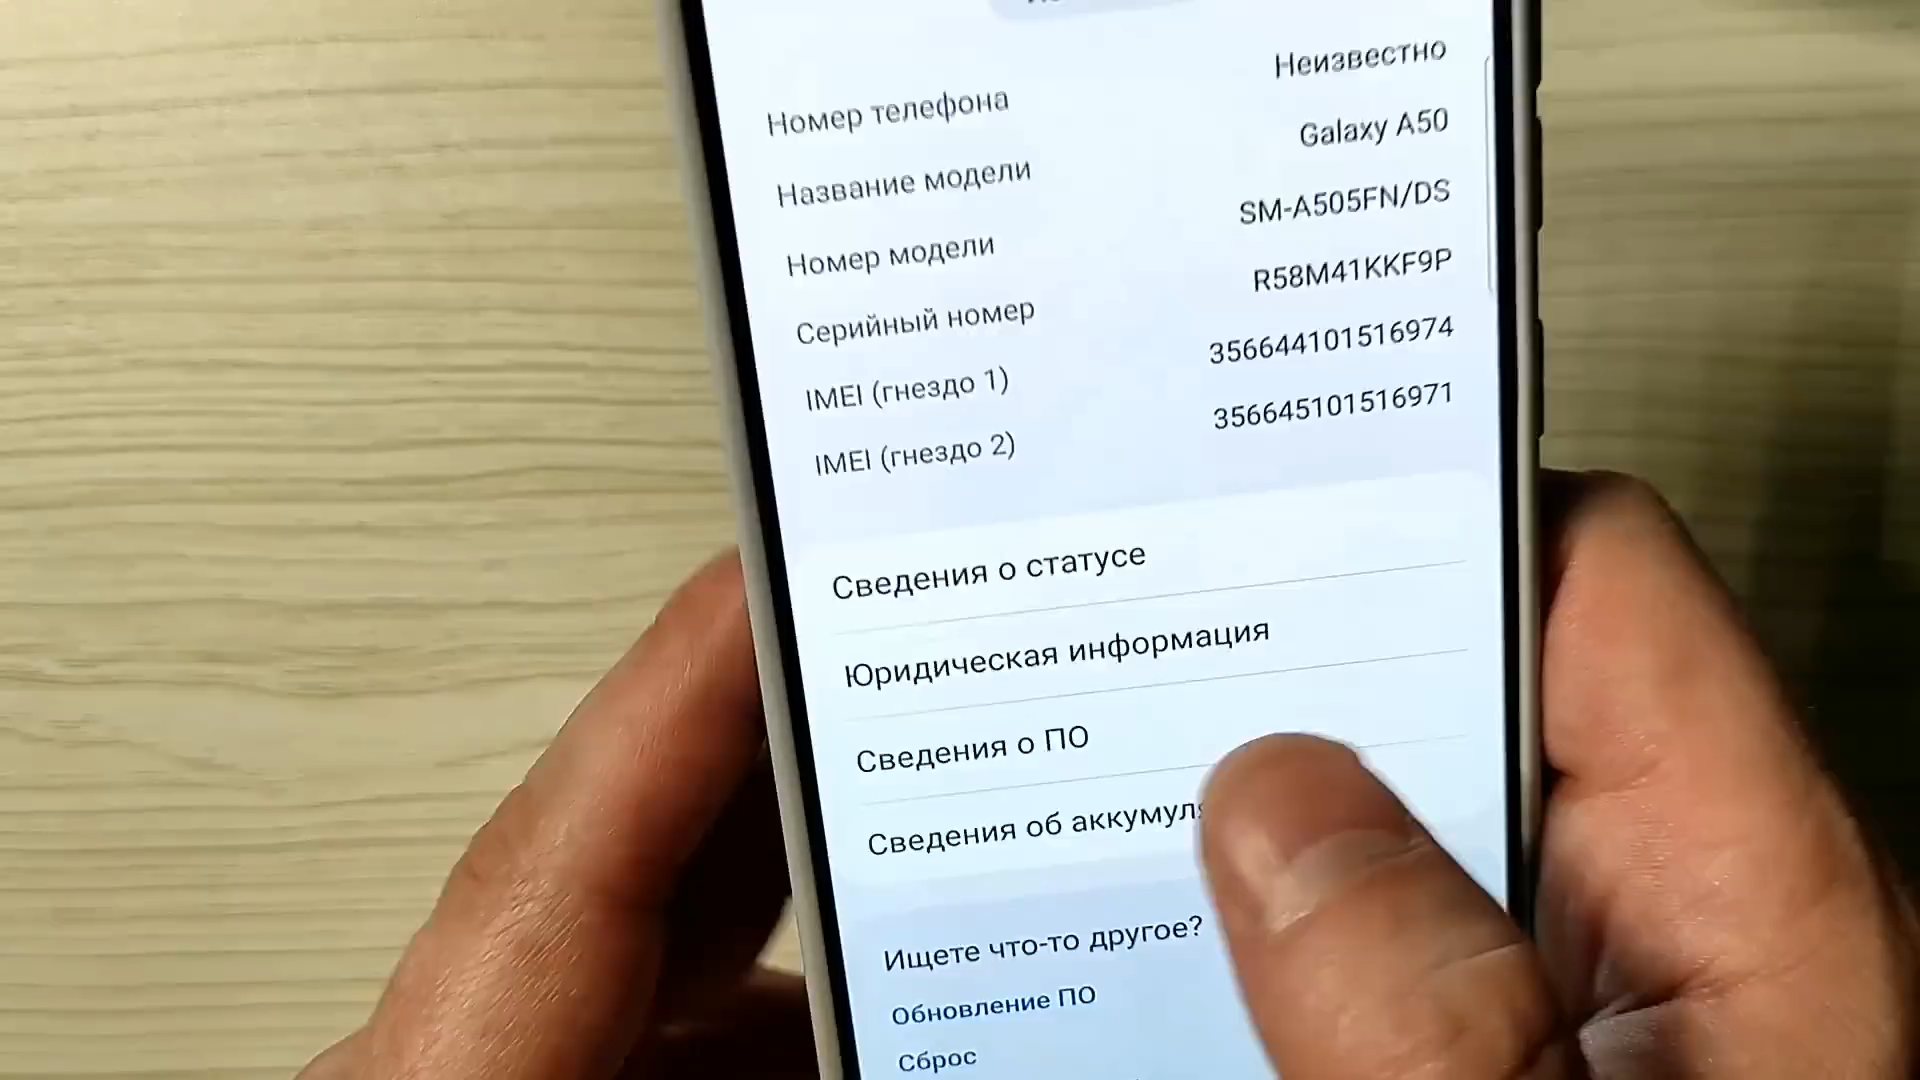 Номер телефона Неизвестно
Название модели Galaxy A50
Номер модели SM-A505FN/DS
Серийный номер R58M41KKF9P
IMEI (гнездо 1) 356644101516974
IMEI (гнездо 2) 356645101516971
Сведения о статусе
Юридическая информация
Сведения о ПО
Сведения об
Ищете что-то другое?
Обновление ПО
Сброс